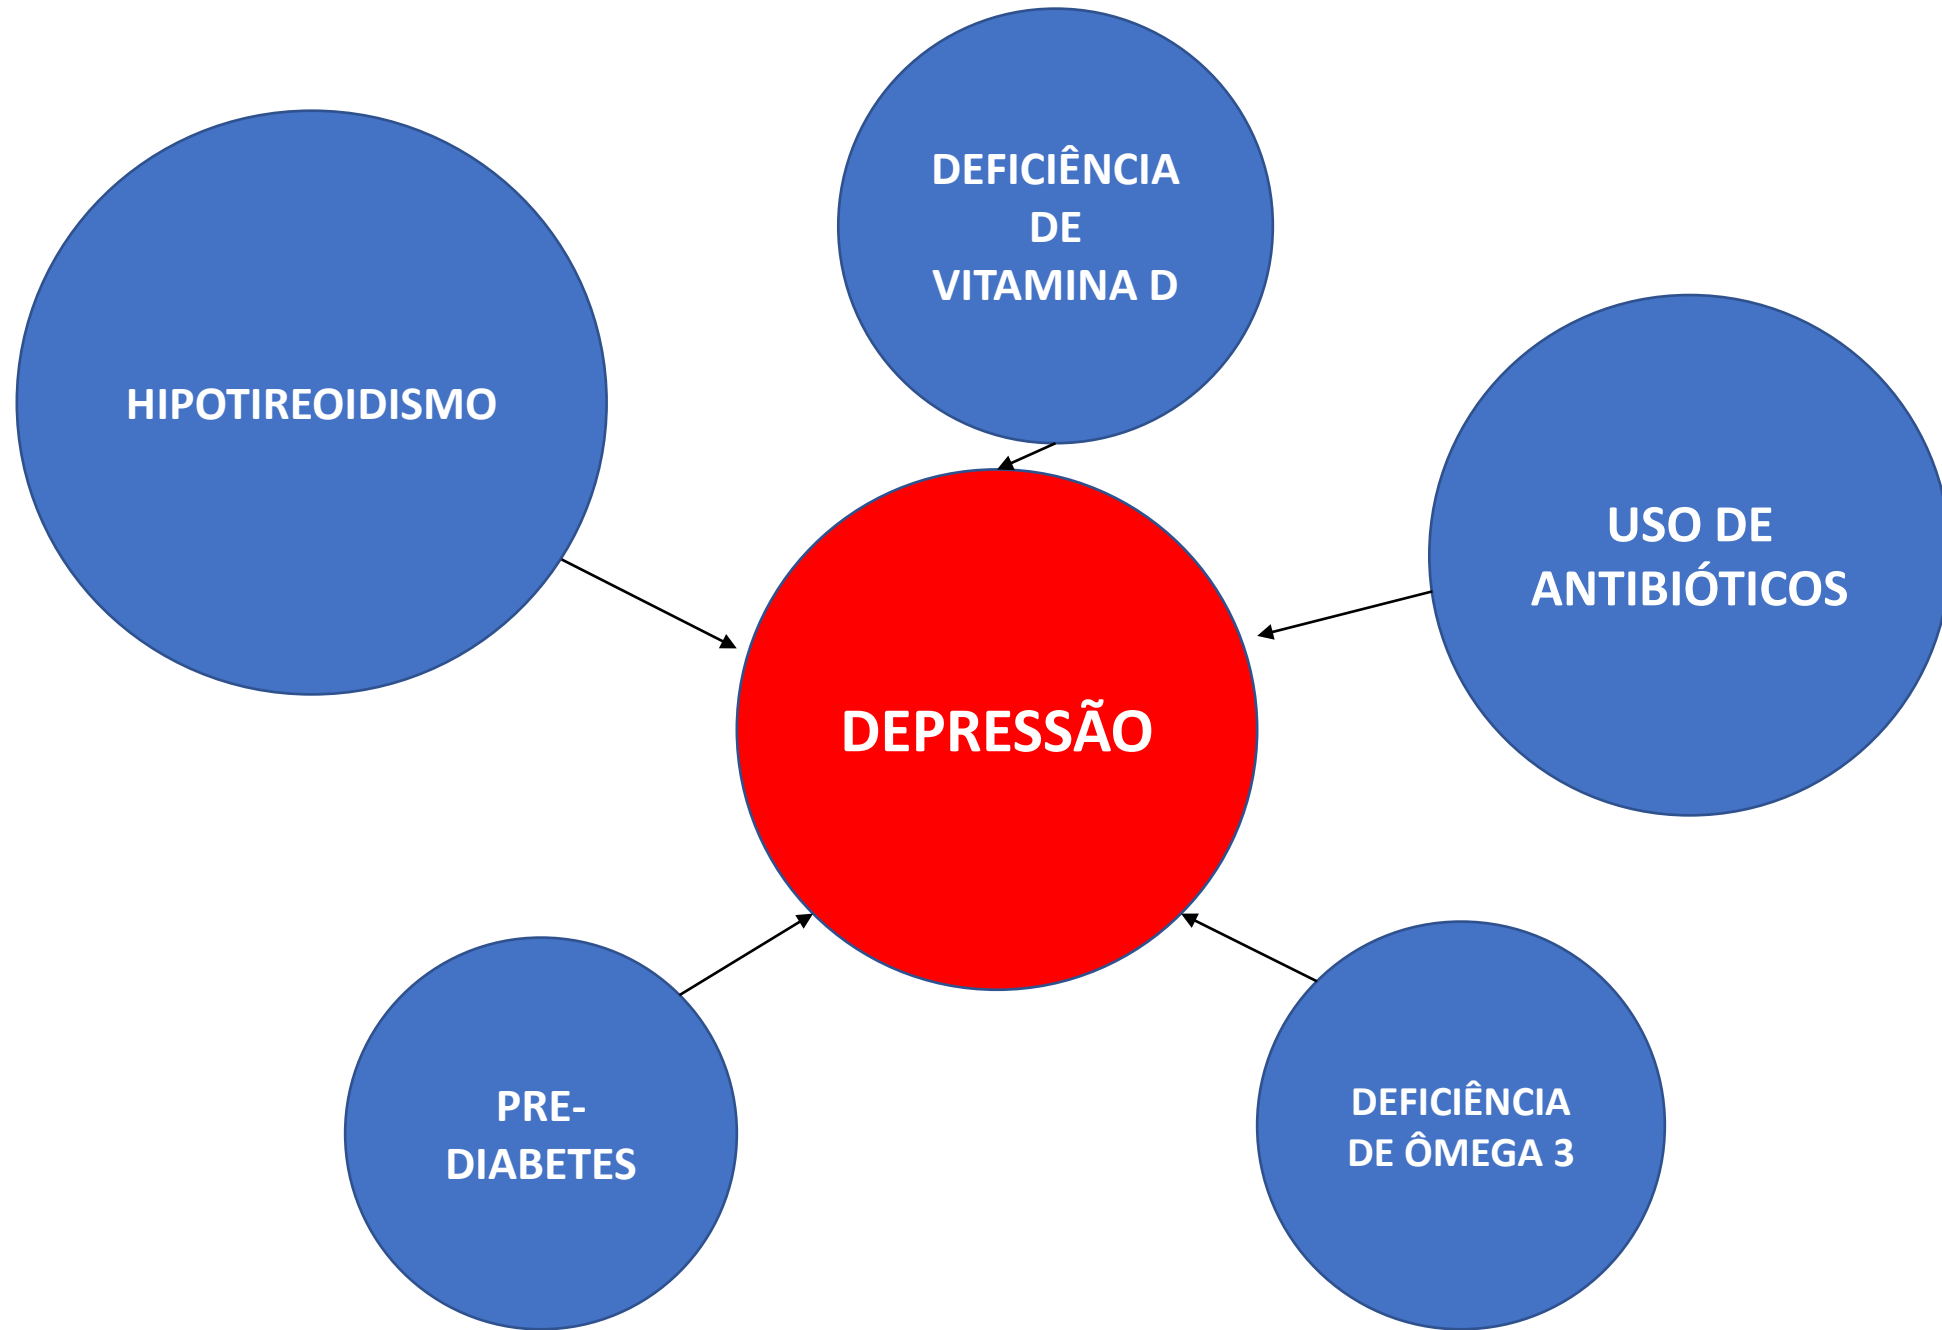 DEFICIÊNCIA
DE
VITAMINA D
HIPOTIREOIDISMO
USO DE
ANTIBIÓTICOS
DEPRESSÃO
PRE-
DIABETES
DEFICIÊNCIA
DE ÔMEGA 3